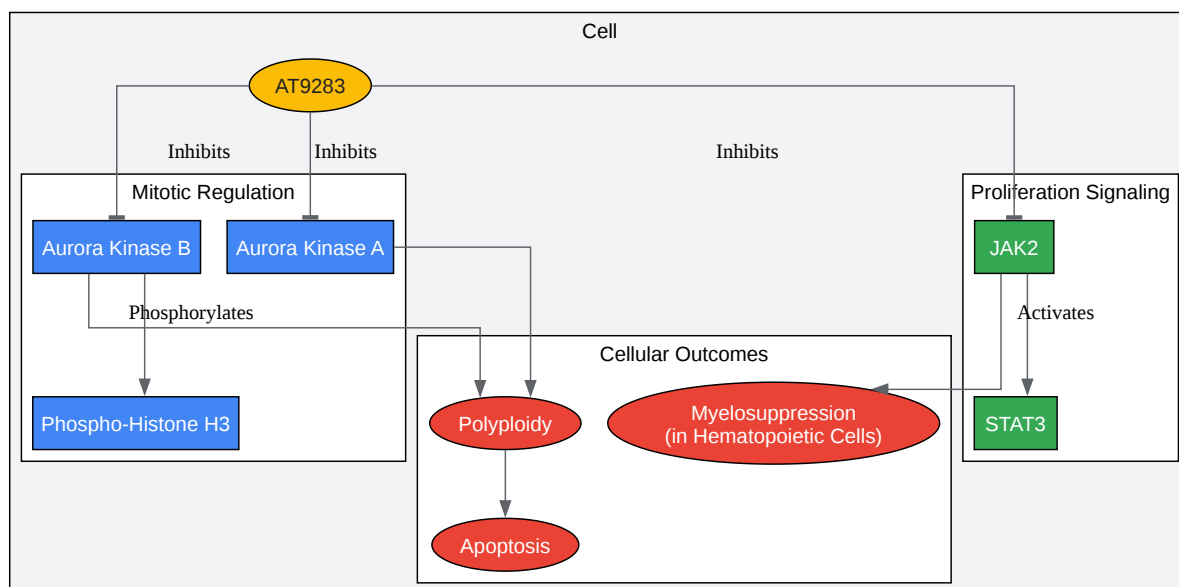 Cell
AT9283
Inhibits
Inhibits
Inhibits
Mitotic Regulation
Proliferation Signaling
Aurora Kinase B
Aurora Kinase A
JAK2
Phosphorylates
Activates
Cellular Outcomes
Phospho-Histone H3
Polyploidy
Myelosuppression
(in Hematopoietic Cells)
STAT3
Apoptosis